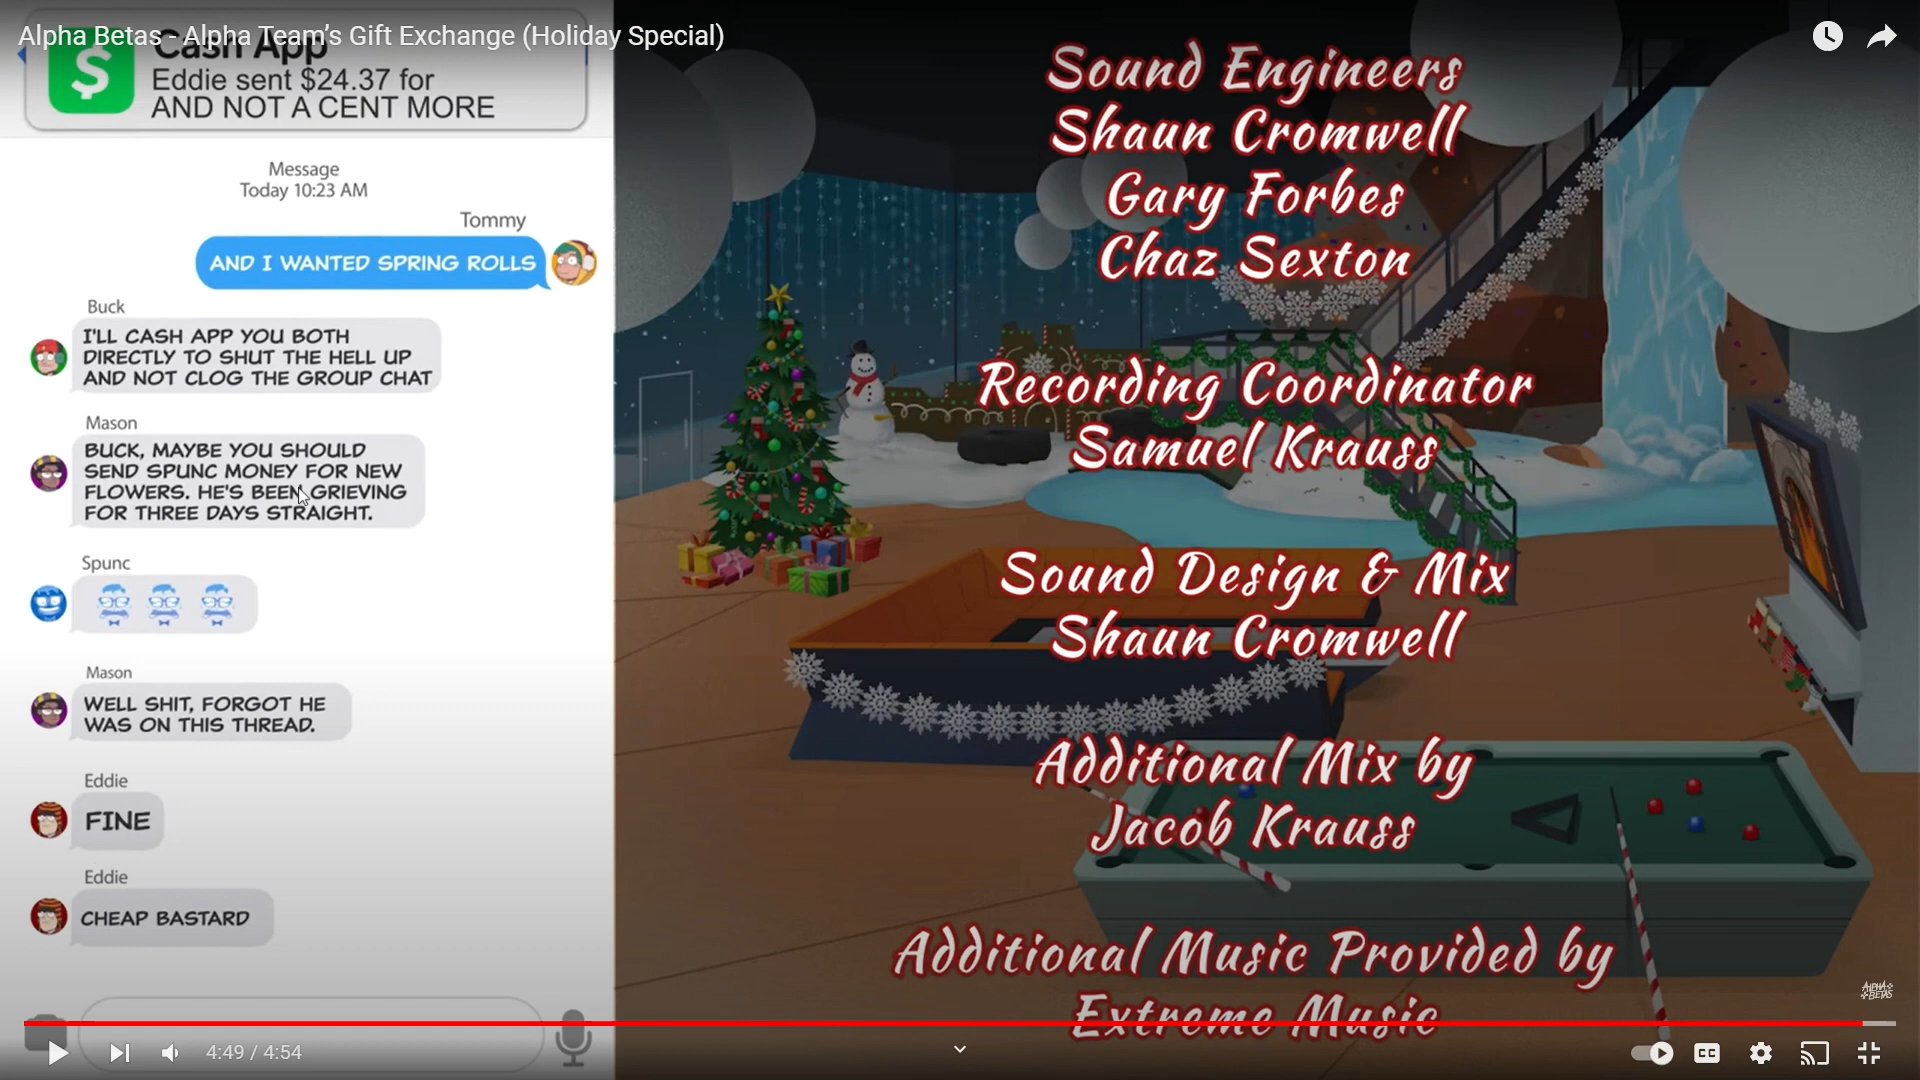 Alpha Betas - Alpha Team's Gift Exchange (Holiday Special)
Cash App
$
Eddie sent $24.37 for
AND NOT A CENT MORE
Message
Today 10:23 AM
Tommy
AND I WANTED SPRING ROLLS
Buck
I'LL CASH APP YOU BOTH
DIRECTLY TO SHUT THE HELL UP
AND NOT CLOG THE GROUP CHAT
Mason
BUCK, MAYBE YOU SHOULD
SEND SPUNC MONEY FOR NEW
FLOWERS. HE'S BEEN GRIEVING
FOR THREE DAYS STRAIGHT.
Spunc
Mason
WELL SHIT, FORGOT HE
WAS ON THIS THREAD.
Eddie
FINE
Eddie
CHEAP BASTARD
Sound Engineers
Shaun Cromwell
Gary Forbes
Chaz Sexton
Recording Coordinator
Samuel Krauss
Sound Design & Mix
Shaun Cromwell
Additional Mix by
Jacob Krauss
Additional Music Provided by
Extreme Music
ALPHA
BETAS
4:49 / 4:54
CC